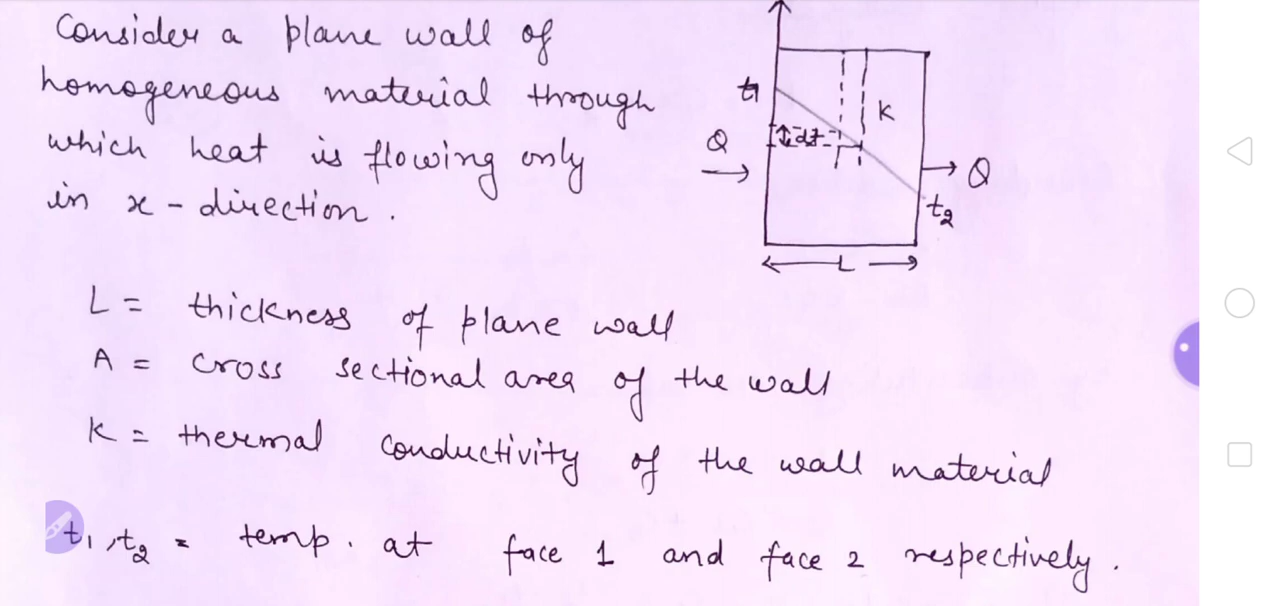 Consider a plane wall of
homogeneous material through
which heat is flowing only
in x - direction .
t1
K
dt
Q
Q
t2
L
L = thickness of plane wall
A = cross sectional area of the wall
K = thermal conductivity of the wall material
t1 , t2 = temp. at face 1 and face 2 respectively .